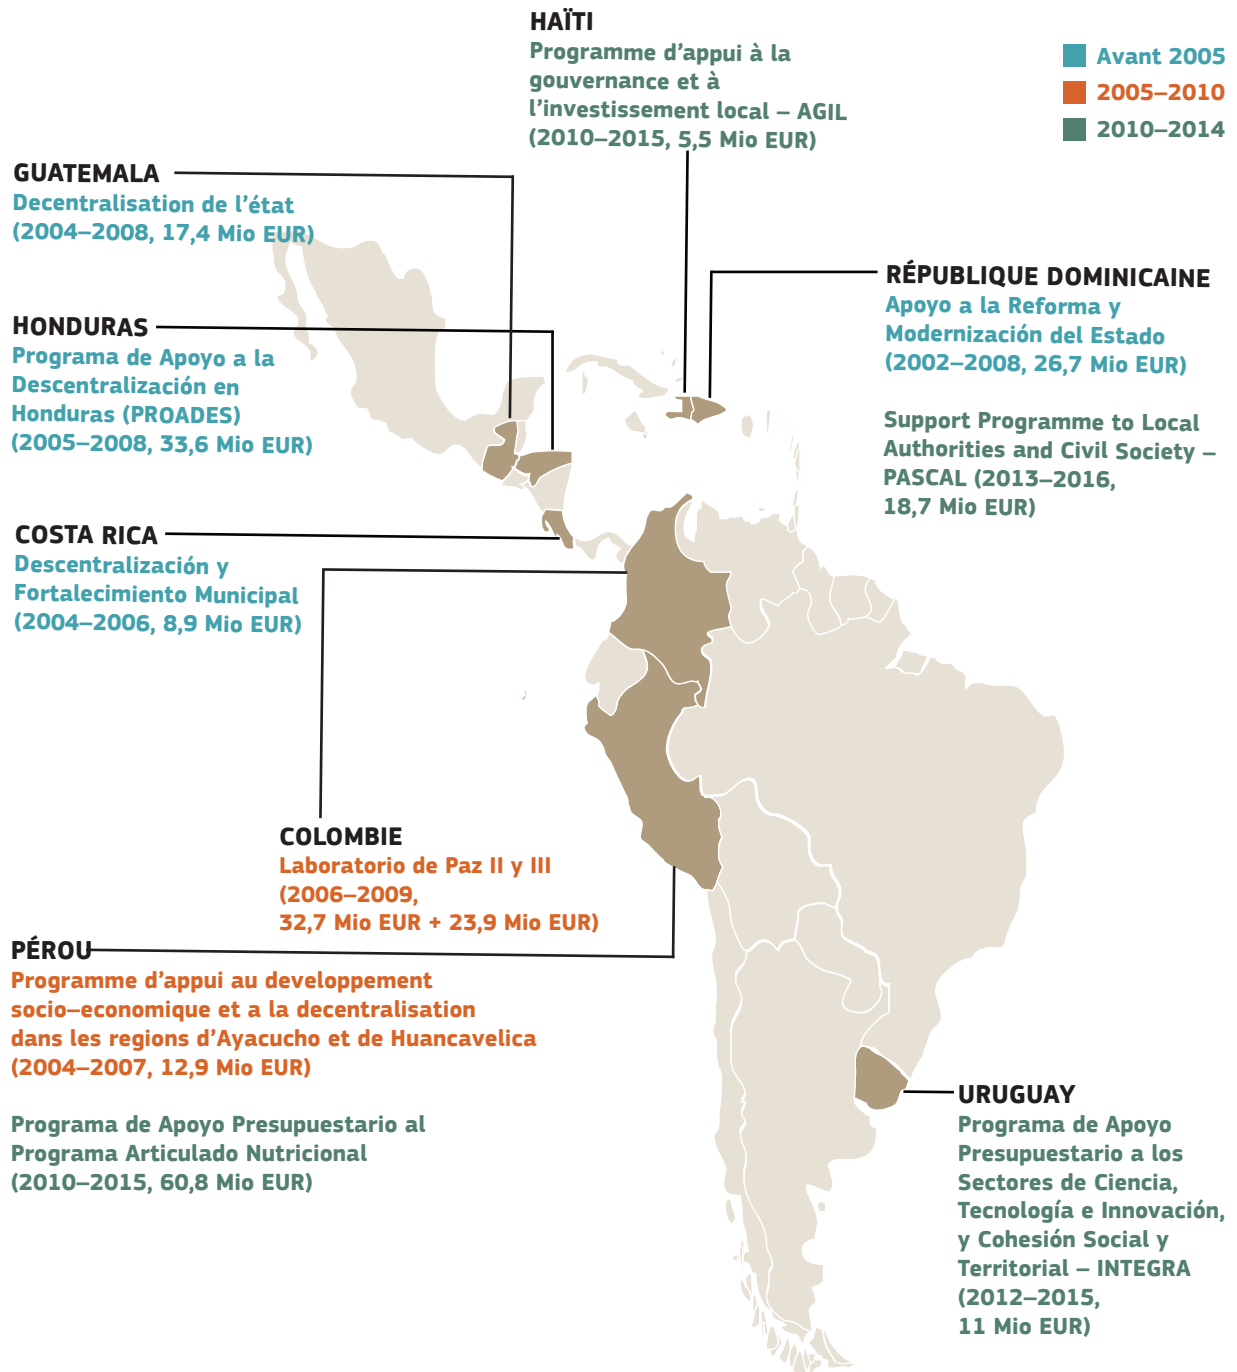 HAÏTI
Programme d'appui à la
gouvernance et à
l'investissement local – AGIL
(2010–2015, 5,5 Mio EUR)
Avant 2005
2005–2010
2010–2014
GUATEMALA
Decentralisation de l'état
(2004–2008, 17,4 Mio EUR)
RÉPUBLIQUE DOMINICAINE
Apoyo a la Reforma y
Modernización del Estado
(2002–2008, 26,7 Mio EUR)
Support Programme to Local
Authorities and Civil Society –
PASCAL (2013–2016,
18,7 Mio EUR)
HONDURAS
Programa de Apoyo a la
Descentralización en
Honduras (PROADES)
(2005–2008, 33,6 Mio EUR)
COSTA RICA
Descentralización y
Fortalecimiento Municipal
(2004–2006, 8,9 Mio EUR)
COLOMBIE
Laboratorio de Paz II y III
(2006–2009,
32,7 Mio EUR + 23,9 Mio EUR)
PÉROU
Programme d'appui au developpement
socio–economique et a la decentralisation
dans les regions d'Ayacucho et de Huancavelica
(2004–2007, 12,9 Mio EUR)
Programa de Apoyo Presupuestario al
Programa Articulado Nutricional
(2010–2015, 60,8 Mio EUR)
URUGUAY
Programa de Apoyo
Presupuestario a los
Sectores de Ciencia,
Tecnología e Innovación,
y Cohesión Social y
Territorial – INTEGRA
(2012–2015,
11 Mio EUR)